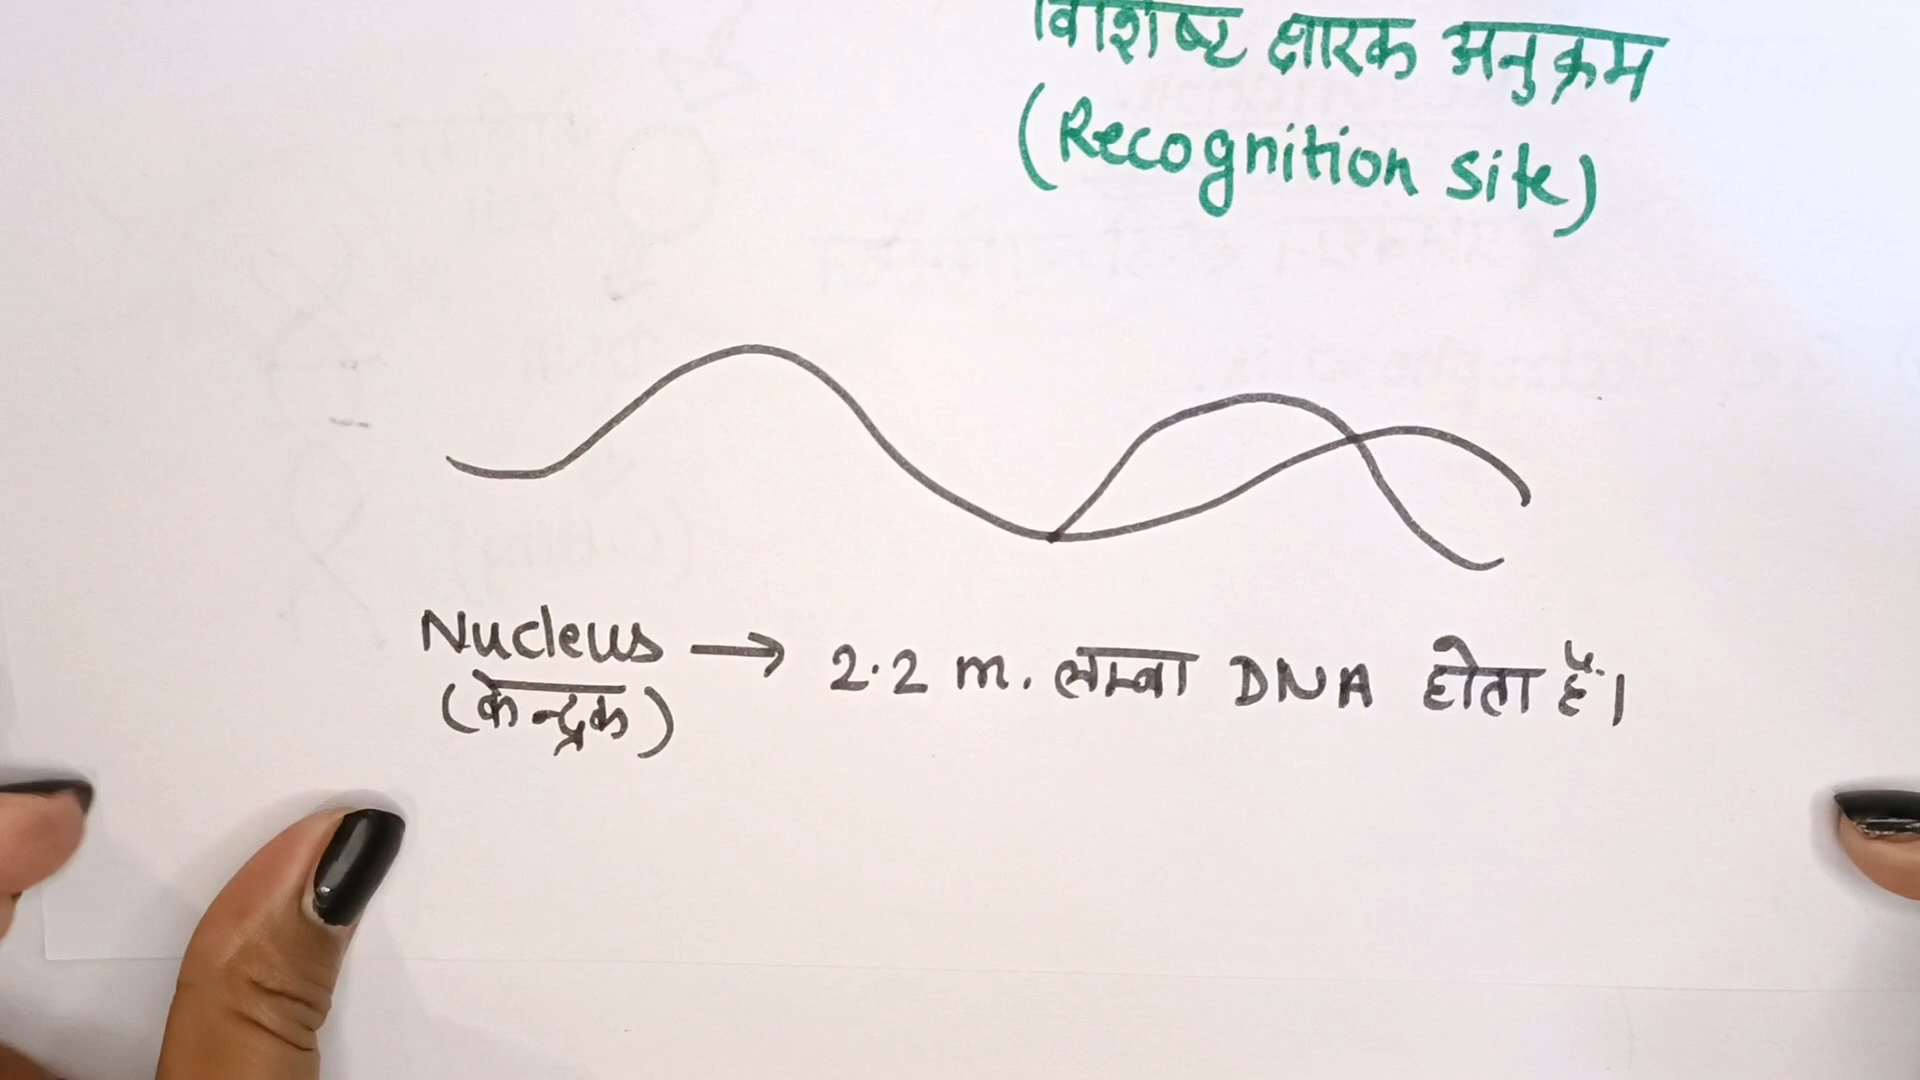 विशिष्ट क्षारक अनुक्रम
(Recognition site)
Nucleus → 2.2 m. लम्बा DNA होता है।
(केन्द्रक)